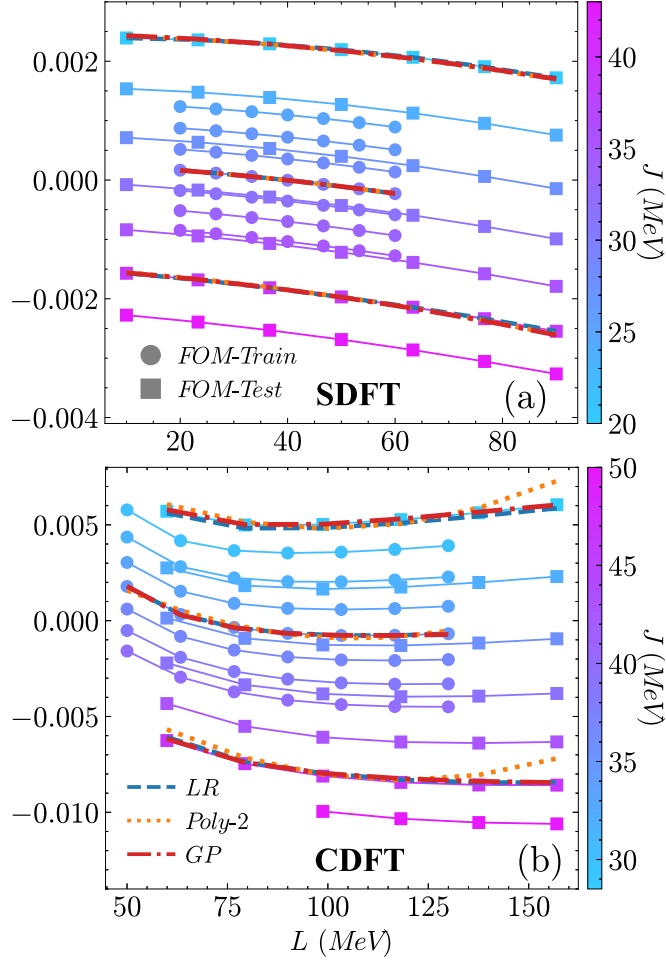 0.002
0.000
−0.002
−0.004
FOM-Train
FOM-Test
SDFT
(a)
20 40 60 80
40
35
30
25
20
J (MeV)
0.005
0.000
−0.005
−0.010
LR
Poly-2
GP
CDFT
(b)
50 75 100 125 150
L (MeV)
50
45
40
35
30
J (MeV)